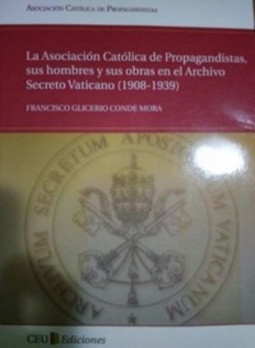 ASOCIACIÓN CATÓLICA DE PROPAGANDISTAS
La Asociación Católica de Propagandistas,
sus hombres y sus obras en el Archivo
Secreto Vaticano (1908-1939)
FRANCISCO GLICERIO CONDE MORA
ARCHIVUM SECRETUM APOSTOLICUM VATICANUM
CEU Ediciones